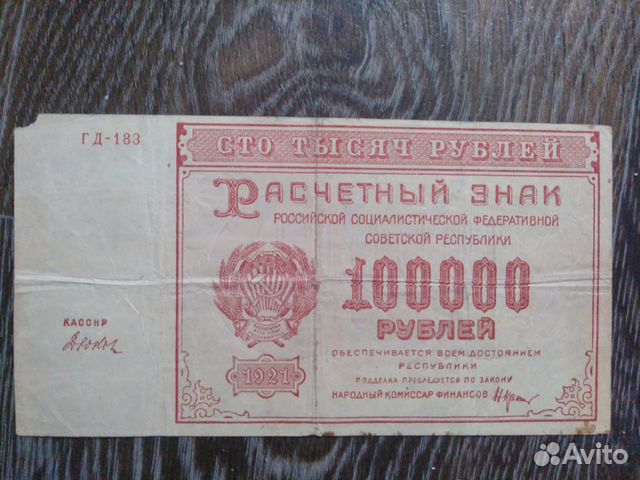 ГД-183
СТО ТЫСЯЧ РУБЛЕЙ
РАСЧЕТНЫЙ ЗНАК
РОССИЙСКОЙ СОЦИАЛИСТИЧЕСКОЙ ФЕДЕРАТИВНОЙ
СОВЕТСКОЙ РЕСПУБЛИКИ
100000
РУБЛЕЙ
КАССИР
1921
ОБЕСПЕЧИВАЕТСЯ ВСЕМ ДОСТОЯНИЕМ
РЕСПУБЛИКИ
ПОДДЕЛКА ПРЕСЛЕДУЕТСЯ ПО ЗАКОНУ
НАРОДНЫЙ КОМИССАР ФИНАНСОВ
Avito